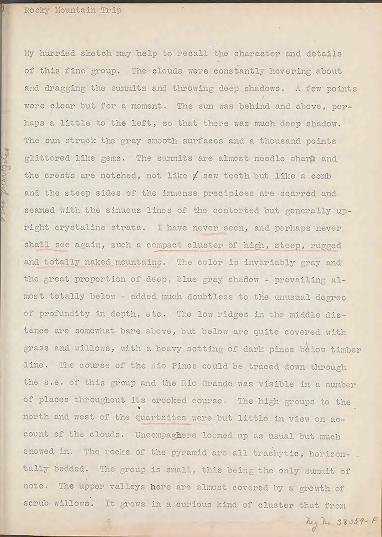 Rocky Mountain Trip
My hurried sketch may help to recall the character and details
of this fine group. The clouds were constantly hovering about
and dragging the summits and throwing deep shadows. A few points
were clear but for a moment. The sun was behind and above, per-
haps a little to the left, so that there was much deep shadow.
The sun struck the gray smooth surfaces and a thousand points
glittered like gems. The summits are almost needle sharp and
the crests are notched, not like saw teeth but like a comb
and the steep sides of the immense precipices are scarred and
seamed with the sinuous lines of the contorted but generally up-
right crystaline strata. I have never seen, and perhaps never
shall see again, such a compact cluster of high, steep, rugged
and totally naked mountains. The color is invariably gray and
the great proportion of deep, blue gray shadow - prevailing al-
most totally below - added much doubtless to the unusual degree
of profundity in depth, etc. The low ridges in the middle dis-
tance are somewhat bare above, but below are quite covered with
grass and willows, with a heavy setting of dark pines below timber
line. The course of the Rio Pinos could be traced down through
the s.e. of this group and the Rio Grande was visible in a number
of places throughout its crooked course. The high groups to the
north and west of the quartzites were but little in view on ac-
count of the clouds. Uncompaghere loomed up as usual but much
snowed in. The rocks of the pyramid are all trachytic, horizon-
tally bedded. The group is small, this being the only summit of
note. The upper valleys here are almost covered by a growth of
scrub willows. It grows in a curious kind of cluster that from
Reg No. 38354-F